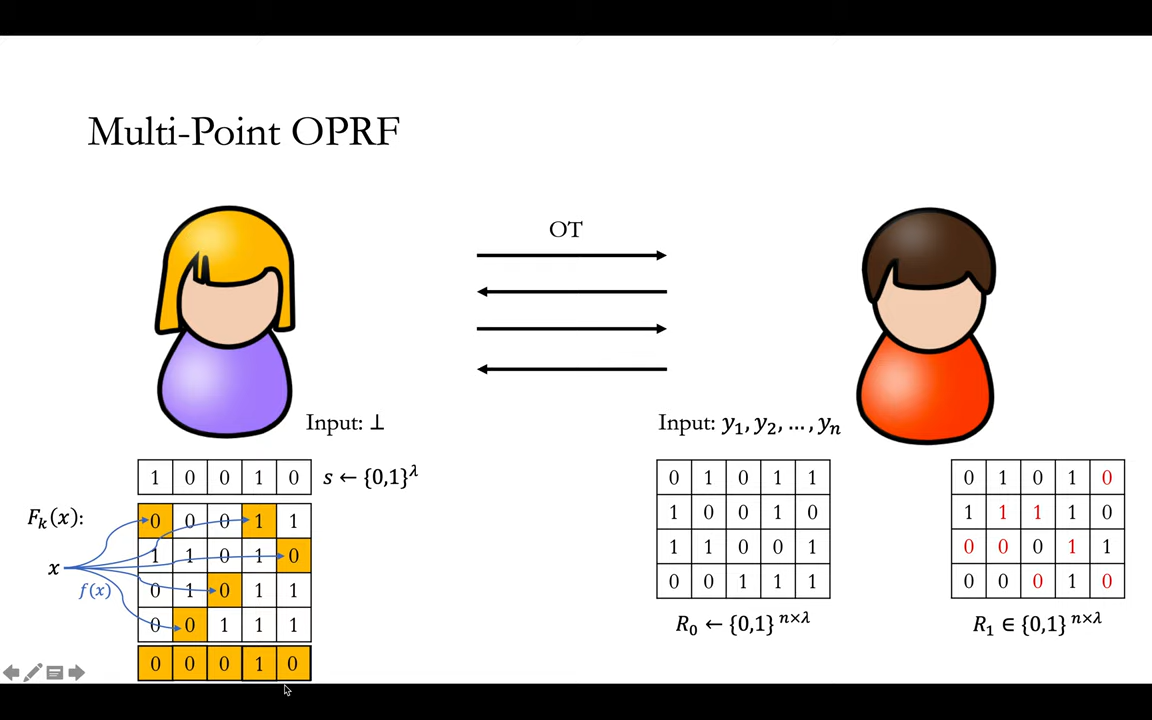 Multi-Point OPRF
OT
Input: ⊥
Input: y₁, y₂, … , yₙ
1 0 0 1 0
s ← {0,1}^λ
F_k(x):
x
f(x)
0 0 0 1 1
1 1 0 1 0
0 1 0 1 1
0 0 1 1 1
0 0 0 1 0
0 1 0 1 1
1 0 0 1 0
1 1 0 0 1
0 0 1 1 1
R₀ ← {0,1}^{n×λ}
0 1 0 1 0
1 1 1 1 0
0 0 0 1 1
0 0 0 1 0
R₁ ∈ {0,1}^{n×λ}